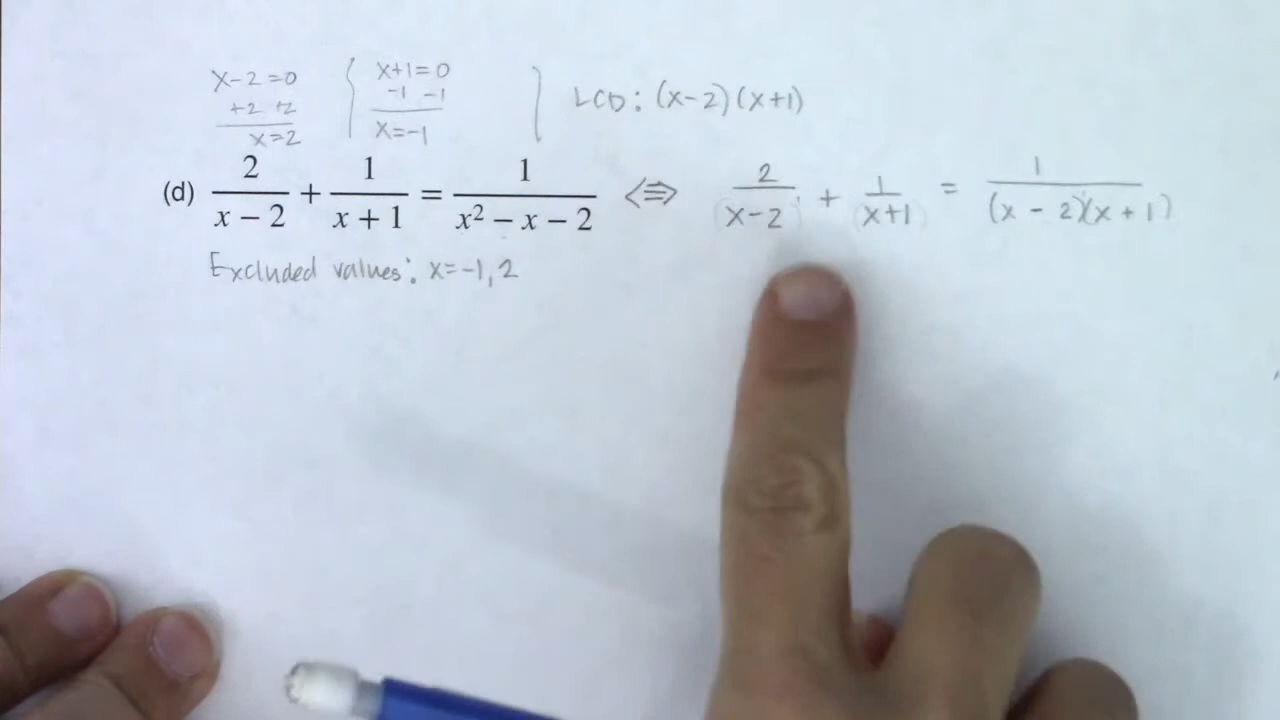 x-2=0
+2 +2
x=2
x+1=0
-1 -1
x=-1
LCD: (x-2)(x+1)
(d) 2/(x − 2) + 1/(x + 1) = 1/(x² − x − 2) ⇔ 2/(x-2) + 1/(x+1) = 1/((x - 2)(x + 1))
Excluded values: x=-1, 2